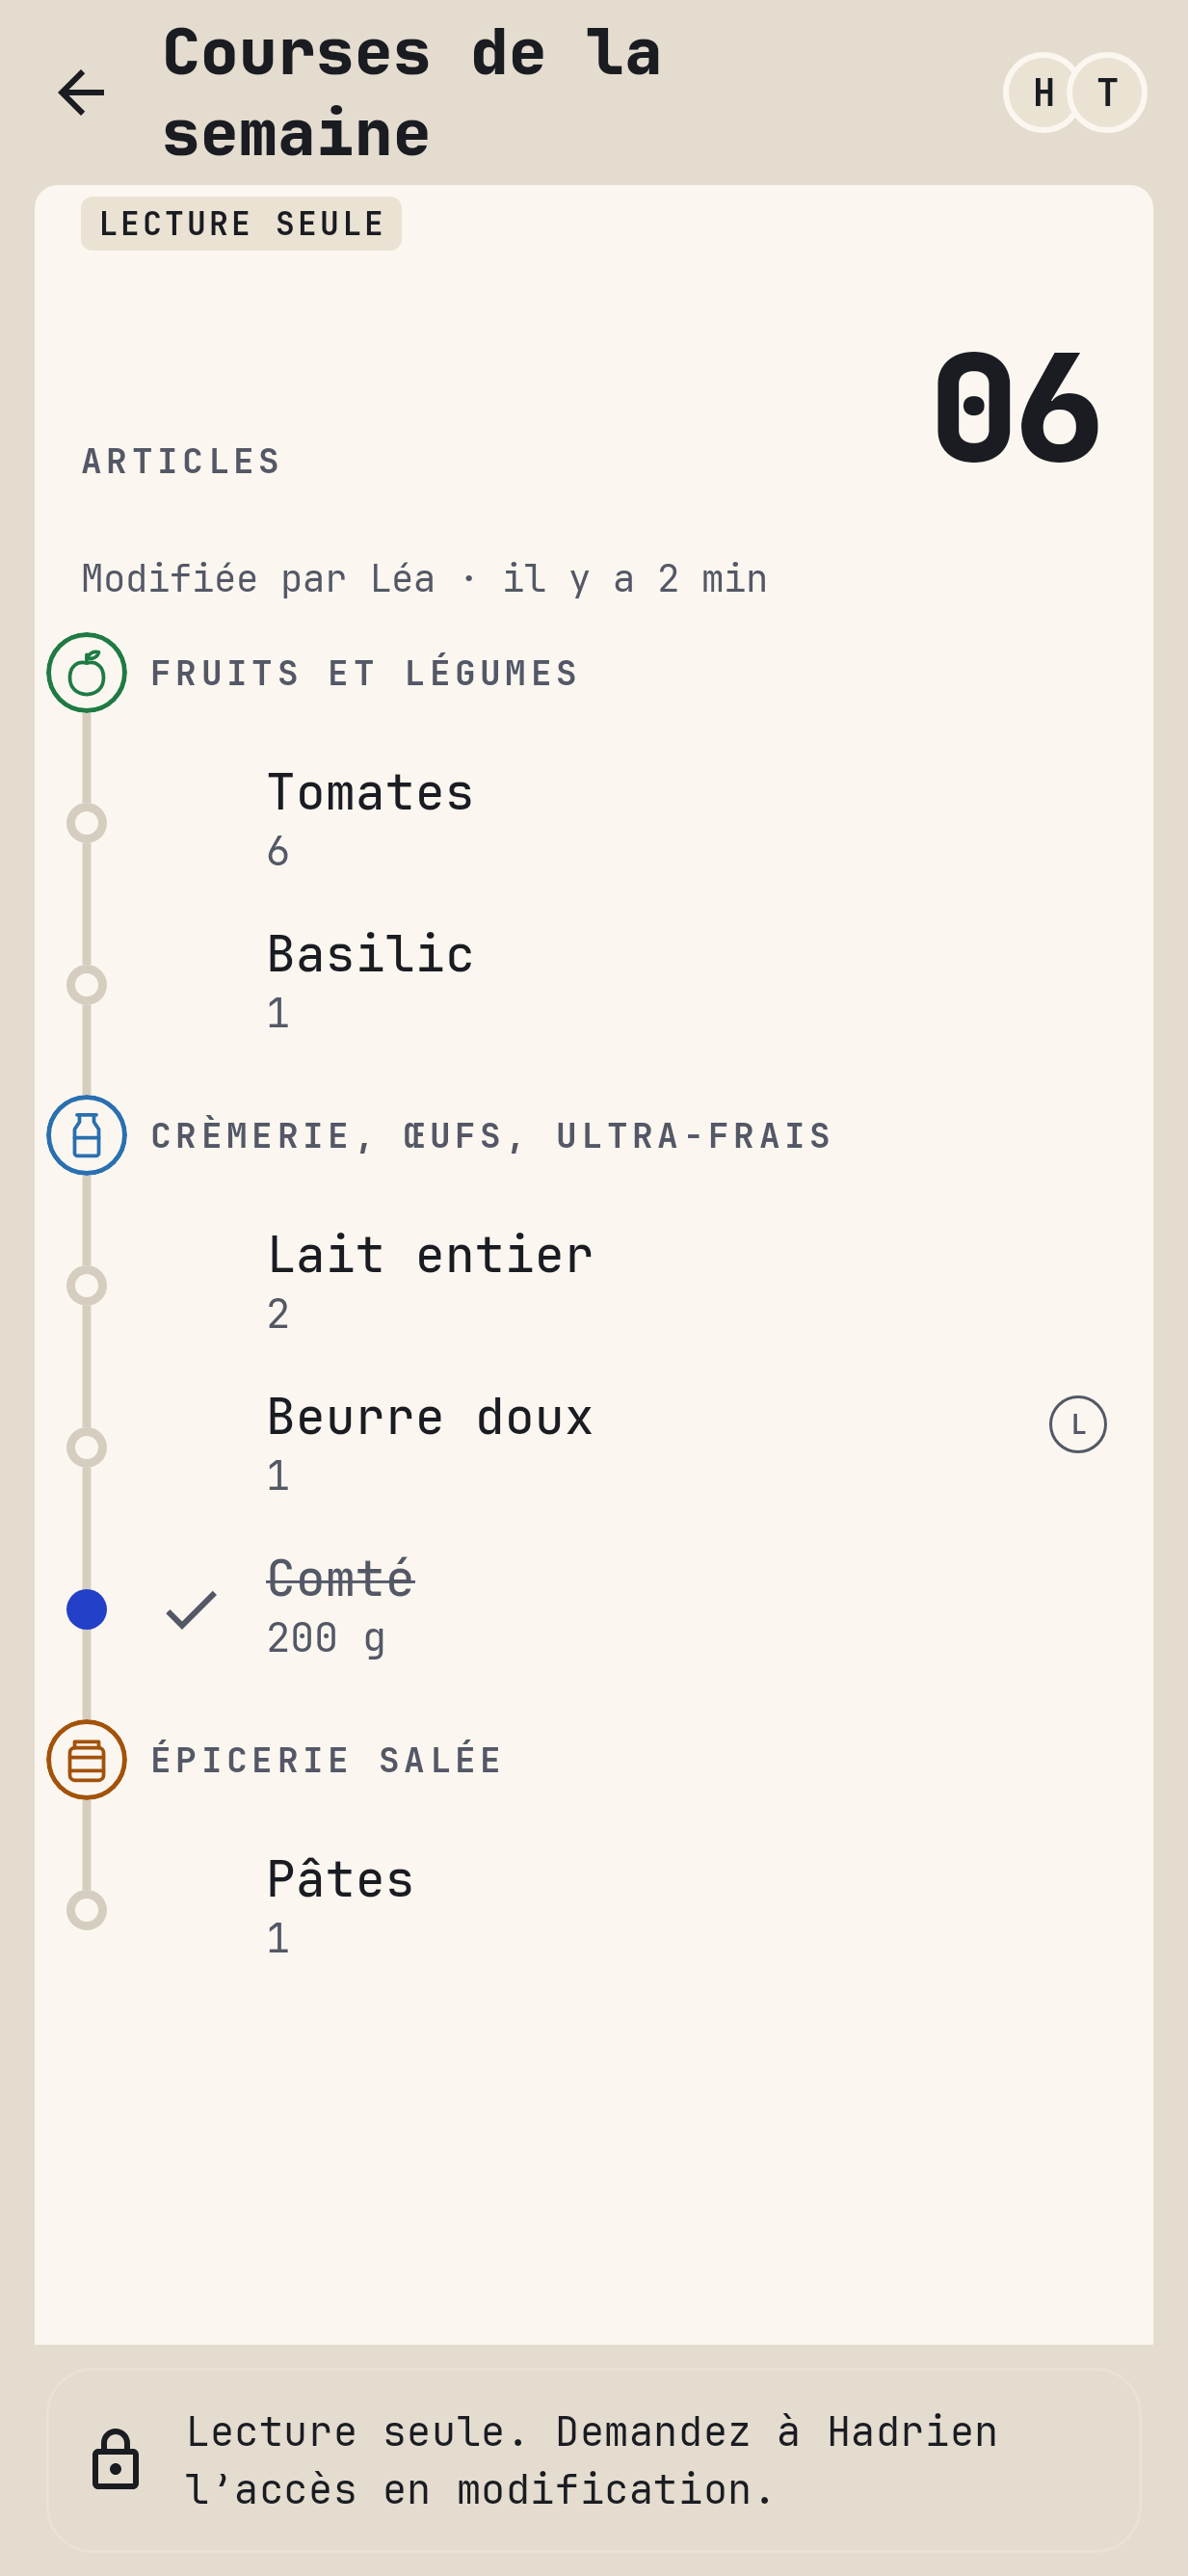 Courses de la
semaine
H T
LECTURE SEULE
06
ARTICLES
Modifiée par Léa · il y a 2 min
FRUITS ET LÉGUMES
Tomates
6
Basilic
1
CRÈMERIE, ŒUFS, ULTRA-FRAIS
Lait entier
2
Beurre doux
L
1
Comté
200 g
ÉPICERIE SALÉE
Pâtes
1
Lecture seule. Demandez à Hadrien
l’accès en modification.